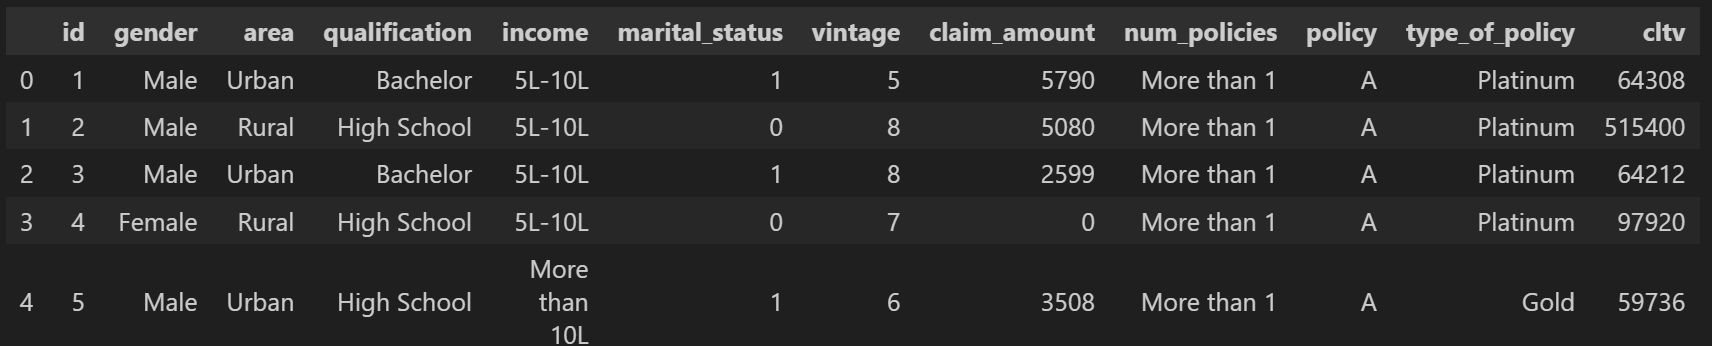 id gender area qualification income marital_status vintage claim_amount num_policies policy type_of_policy cltv
0 1 Male Urban Bachelor 5L-10L 1 5 5790 More than 1 A Platinum 64308
1 2 Male Rural High School 5L-10L 0 8 5080 More than 1 A Platinum 515400
2 3 Male Urban Bachelor 5L-10L 1 8 2599 More than 1 A Platinum 64212
3 4 Female Rural High School 5L-10L 0 7 0 More than 1 A Platinum 97920
4 5 Male Urban High School More than 10L 1 6 3508 More than 1 A Gold 59736